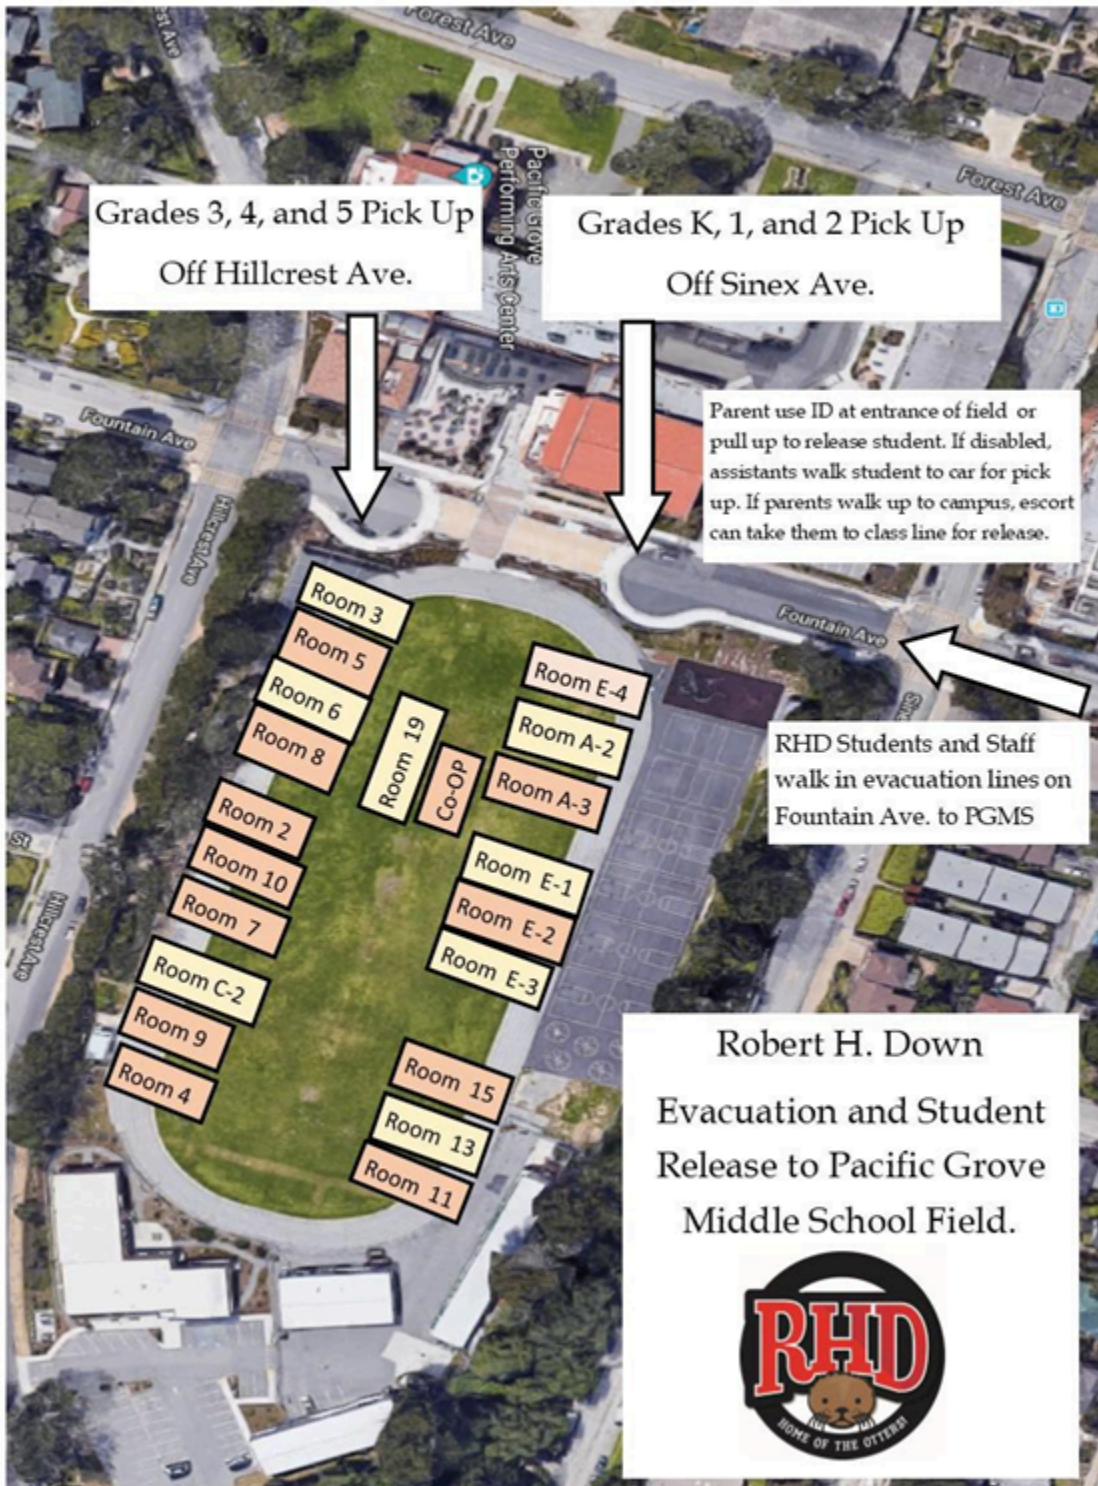 Forest Ave
est Ave
Pacific Grove
Performing Arts Center
Forest Ave
Grades 3, 4, and 5 Pick Up
Off Hillcrest Ave.
Grades K, 1, and 2 Pick Up
Off Sinex Ave.
Parent use ID at entrance of field or
pull up to release student. If disabled,
assistants walk student to car for pick
up. If parents walk up to campus, escort
can take them to class line for release.
Fountain Ave
Hillcrest Ave
Fountain Ave
Sine
RHD Students and Staff
walk in evacuation lines on
Fountain Ave. to PGMS
Room 3
Room 5
Room 6
Room 8
Room 19
Co-OP
Room E-4
Room A-2
Room A-3
Room 2
Room 10
Room 7
Room E-1
Room E-2
Room E-3
St
Hillcrest Ave
Room C-2
Room 9
Room 4
Room 15
Room 13
Room 11
Robert H. Down
Evacuation and Student
Release to Pacific Grove
Middle School Field.
RHD
HOME OF THE OTTERS!